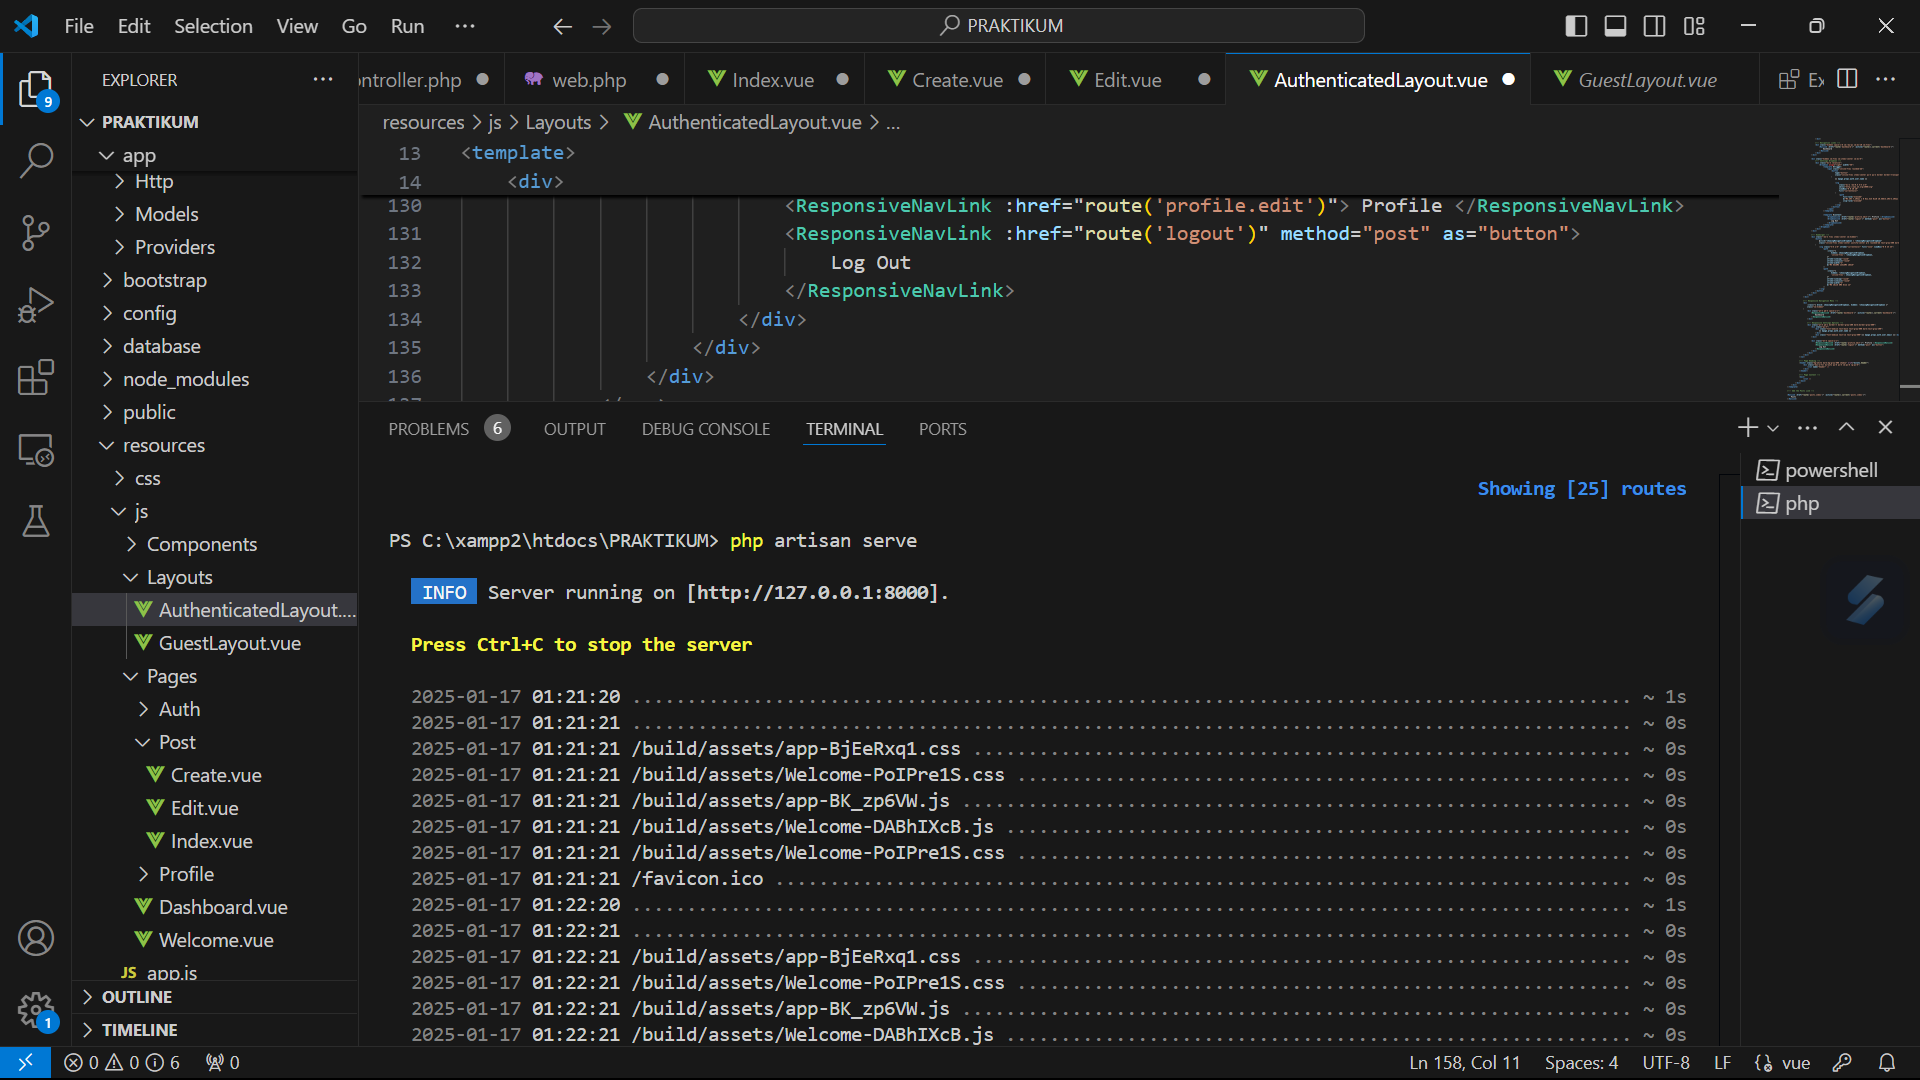 File Edit Selection View Go Run ···
PRAKTIKUM
EXPLORER
ontroller.php
web.php
Index.vue
Create.vue
Edit.vue
AuthenticatedLayout.vue
GuestLayout.vue
Ex
9
PRAKTIKUM
app
Http
Models
Providers
bootstrap
config
database
node_modules
public
resources
css
js
Components
Layouts
AuthenticatedLayout....
GuestLayout.vue
Pages
Auth
Post
Create.vue
Edit.vue
Index.vue
Profile
Dashboard.vue
Welcome.vue
JS app.js
OUTLINE
TIMELINE
1
resources > js > Layouts > AuthenticatedLayout.vue > ...
13 <template>
14 <div>
130 <ResponsiveNavLink :href="route('profile.edit')"> Profile </ResponsiveNavLink>
131 <ResponsiveNavLink :href="route('logout')" method="post" as="button">
132 Log Out
133 </ResponsiveNavLink>
134 </div>
135 </div>
136 </div>
PROBLEMS 6 OUTPUT DEBUG CONSOLE TERMINAL PORTS
powershell
php
Showing [25] routes
PS C:\xampp2\htdocs\PRAKTIKUM> php artisan serve
INFO Server running on [http://127.0.0.1:8000].
Press Ctrl+C to stop the server
2025-01-17 01:21:20 ........................................ ~ 1s
2025-01-17 01:21:21 ........................................ ~ 0s
2025-01-17 01:21:21 /build/assets/app-BjEeRxq1.css ........................................ ~ 0s
2025-01-17 01:21:21 /build/assets/Welcome-PoIPre1S.css ........................................ ~ 0s
2025-01-17 01:21:21 /build/assets/app-BK_zp6VW.js ........................................ ~ 0s
2025-01-17 01:21:21 /build/assets/Welcome-DABhIXcB.js ........................................ ~ 0s
2025-01-17 01:21:21 /build/assets/Welcome-PoIPre1S.css ........................................ ~ 0s
2025-01-17 01:21:21 /favicon.ico ........................................ ~ 0s
2025-01-17 01:22:20 ........................................ ~ 1s
2025-01-17 01:22:21 ........................................ ~ 0s
2025-01-17 01:22:21 /build/assets/app-BjEeRxq1.css ........................................ ~ 0s
2025-01-17 01:22:21 /build/assets/Welcome-PoIPre1S.css ........................................ ~ 0s
2025-01-17 01:22:21 /build/assets/app-BK_zp6VW.js ........................................ ~ 0s
2025-01-17 01:22:21 /build/assets/Welcome-DABhIXcB.js ........................................ ~ 0s
0 0 6 0
Ln 158, Col 11 Spaces: 4 UTF-8 LF vue